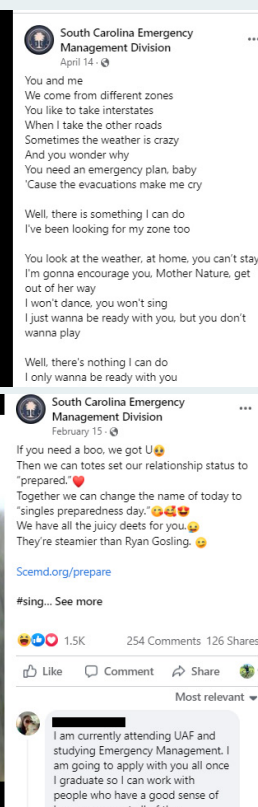 South Carolina Emergency
Management Division
April 14 ·
You and me
We come from different zones
You like to take interstates
When I take the other roads
Sometimes the weather is crazy
And you wonder why
You need an emergency plan, baby
'Cause the evacuations make me cry
Well, there is something I can do
I've been looking for my zone too
You look at the weather, at home, you can't stay
I'm gonna encourage you, Mother Nature, get
out of her way
I won't dance, you won't sing
I just wanna be ready with you, but you don't
wanna play
Well, there's nothing I can do
I only wanna be ready with you
South Carolina Emergency
Management Division
February 15 ·
If you need a boo, we got U
Then we can totes set our relationship status to
"prepared."
Together we can change the name of today to
"singles preparedness day."
We have all the juicy deets for you.
They're steamier than Ryan Gosling.
Scemd.org/prepare
#sing... See more
1.5K 254 Comments 126 Shares
Like Comment Share
Most relevant
I am currently attending UAF and
studying Emergency Management. I
am going to apply with you all once
I graduate so I can work with
people who have a good sense of